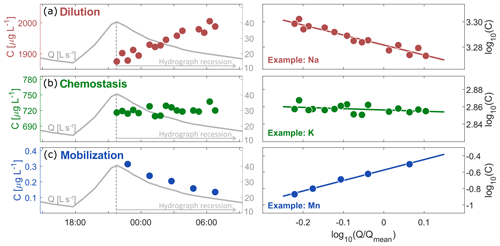 (a) Dilution
C [µg L⁻¹]
2000
1900
Q [L s⁻¹]
Hydrograph recession
40
30
20
10
Example: Na
3.30
3.28
log₁₀(C)
(b) Chemostasis
C [µg L⁻¹]
780
750
720
690
Q [L s⁻¹]
Hydrograph recession
40
30
20
10
Example: K
2.88
2.86
2.84
log₁₀(C)
(c) Mobilization
C [µg L⁻¹]
0.4
0.3
0.2
0.1
Q [L s⁻¹]
Hydrograph recession
40
30
20
10
Example: Mn
-0.4
-0.6
-0.8
-1
log₁₀(C)
18:00 00:00 06:00
-0.2 -0.1 0 0.1
log₁₀(Q/Qmean)